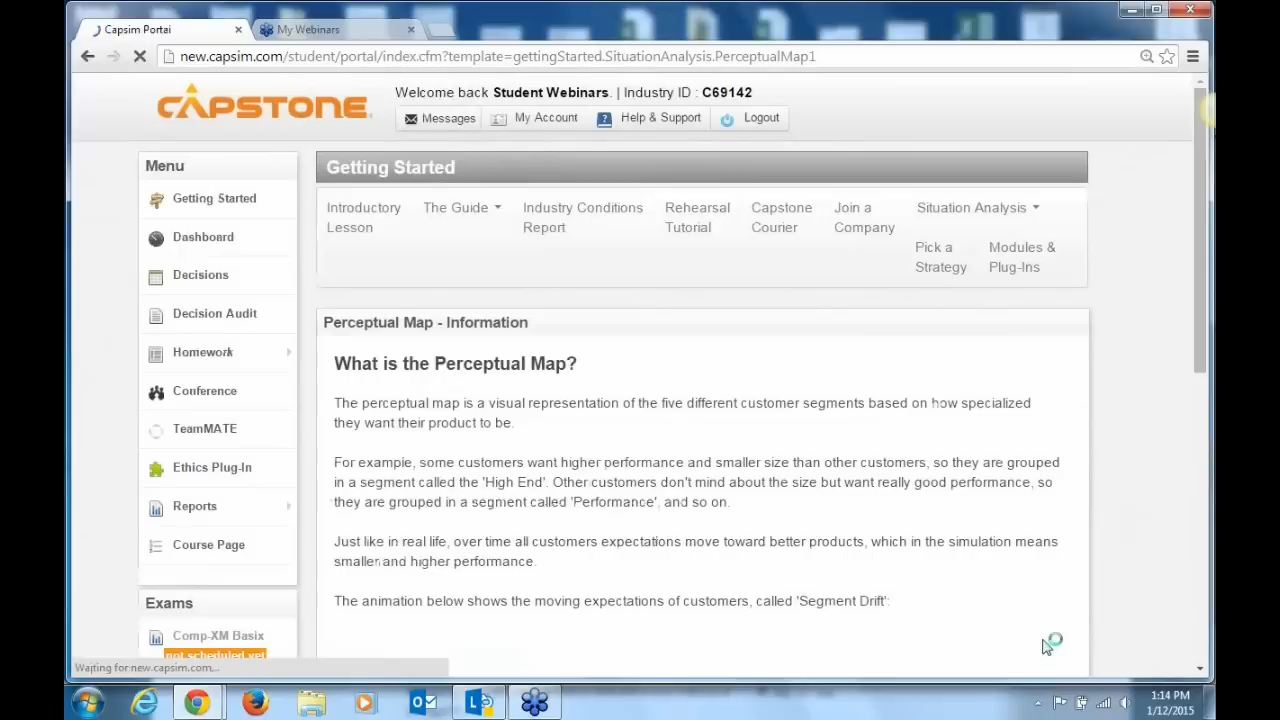 Capsim Portal
My Webinars
new.capsim.com/student/portal/index.cfm?template=gettingStarted.SituationAnalysis.PerceptualMap1
CAPSTONE
Welcome back Student Webinars. | Industry ID : C69142
Messages
My Account
Help & Support
Logout
Menu
Getting Started
Dashboard
Decisions
Decision Audit
Homework
Conference
TeamMATE
Ethics Plug-In
Reports
Course Page
Exams
Comp-XM Basix
not scheduled yet
Getting Started
Introductory
Lesson
The Guide
Industry Conditions
Report
Rehearsal
Tutorial
Capstone
Courier
Join a
Company
Situation Analysis
Pick a
Strategy
Modules &
Plug-Ins
Perceptual Map - Information
What is the Perceptual Map?
The perceptual map is a visual representation of the five different customer segments based on how specialized
they want their product to be.
For example, some customers want higher performance and smaller size than other customers, so they are grouped
in a segment called the 'High End'. Other customers don't mind about the size but want really good performance, so
they are grouped in a segment called 'Performance', and so on.
Just like in real life, over time all customers expectations move toward better products, which in the simulation means
smaller and higher performance.
The animation below shows the moving expectations of customers, called 'Segment Drift':
Waiting for new.capsim.com...
1:14 PM
1/12/2015